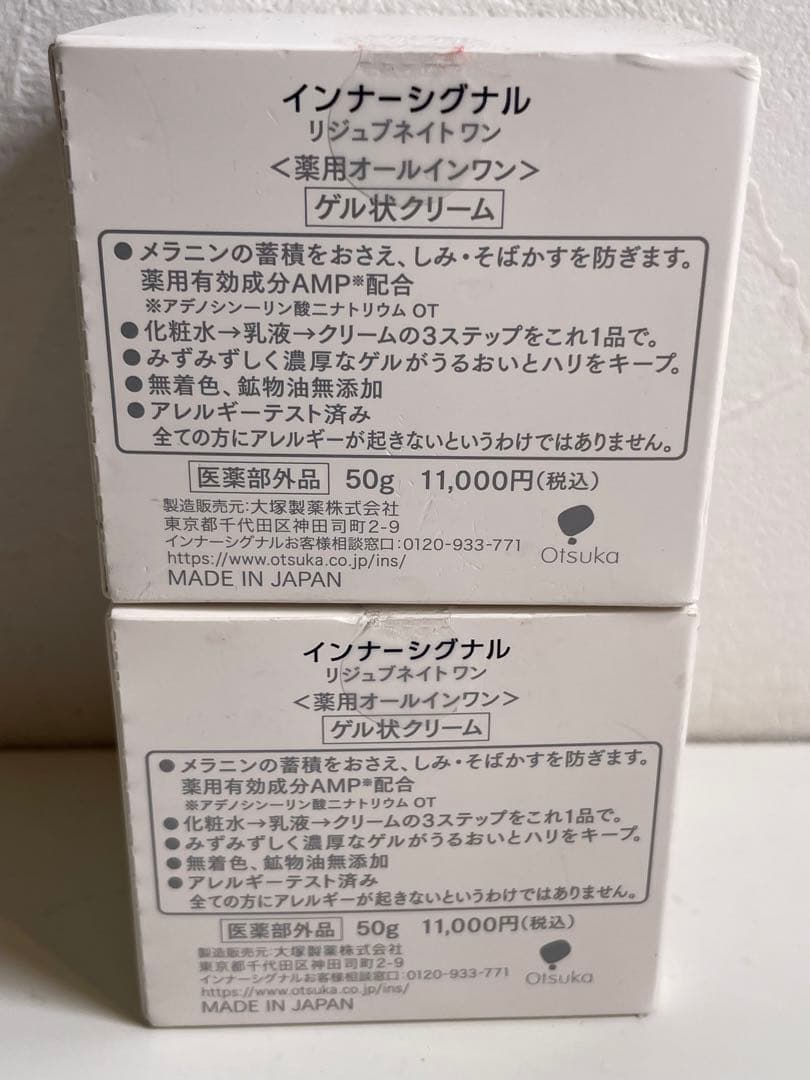 インナーシグナル
リジュブネイト ワン
＜薬用オールインワン＞
ゲル状クリーム
●メラニンの蓄積をおさえ、しみ・そばかすを防ぎます。
薬用有効成分AMP※配合
※アデノシン一リン酸二ナトリウム OT
●化粧水→乳液→クリームの3ステップをこれ1品で。
●みずみずしく濃厚なゲルがうるおいとハリをキープ。
●無着色、鉱物油無添加
●アレルギーテスト済み
全ての方にアレルギーが起きないというわけではありません。
医薬部外品 50g 11,000円(税込)
製造販売元:大塚製薬株式会社
東京都千代田区神田司町2-9
インナーシグナルお客様相談窓口:0120-933-771
https://www.otsuka.co.jp/ins/
MADE IN JAPAN
Otsuka
インナーシグナル
リジュブネイト ワン
＜薬用オールインワン＞
ゲル状クリーム
●メラニンの蓄積をおさえ、しみ・そばかすを防ぎます。
薬用有効成分AMP※配合
※アデノシン一リン酸二ナトリウム OT
●化粧水→乳液→クリームの3ステップをこれ1品で。
●みずみずしく濃厚なゲルがうるおいとハリをキープ。
●無着色、鉱物油無添加
●アレルギーテスト済み
全ての方にアレルギーが起きないというわけではありません。
医薬部外品 50g 11,000円(税込)
製造販売元:大塚製薬株式会社
東京都千代田区神田司町2-9
インナーシグナルお客様相談窓口:0120-933-771
https://www.otsuka.co.jp/ins/
MADE IN JAPAN
Otsuka